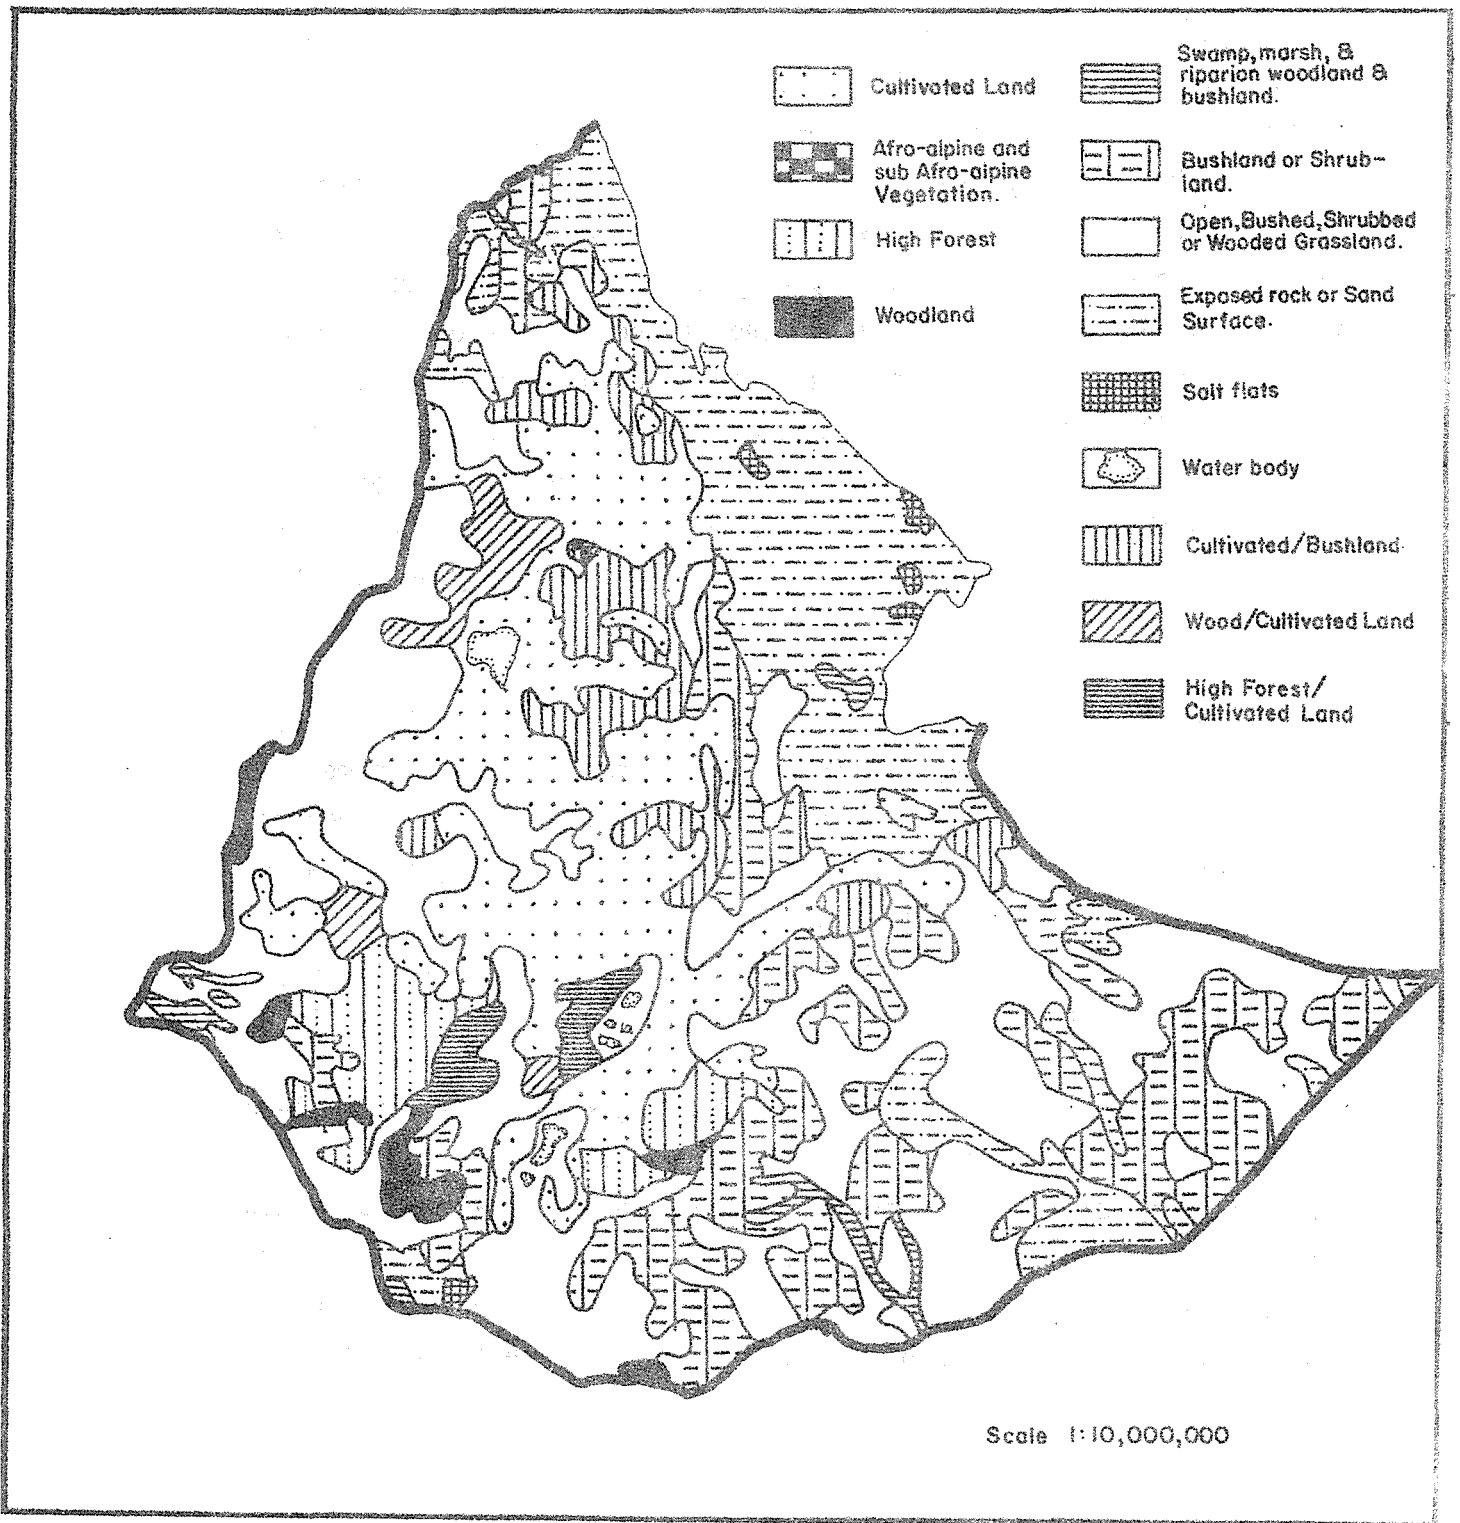 Cultivated Land
Afro-alpine and
sub Afro-alpine
Vegetation.
High Forest
Woodland
Swamp, marsh, &
riparion woodland &
bushland.
Bushland or Shrub-
land.
Open, Bushed, Shrubbed
or Wooded Grassland.
Exposed rock or Sand
Surface.
Salt flats
Water body
Cultivated/Bushland
Wood/Cultivated Land
High Forest/
Cultivated Land
Scale 1:10,000,000